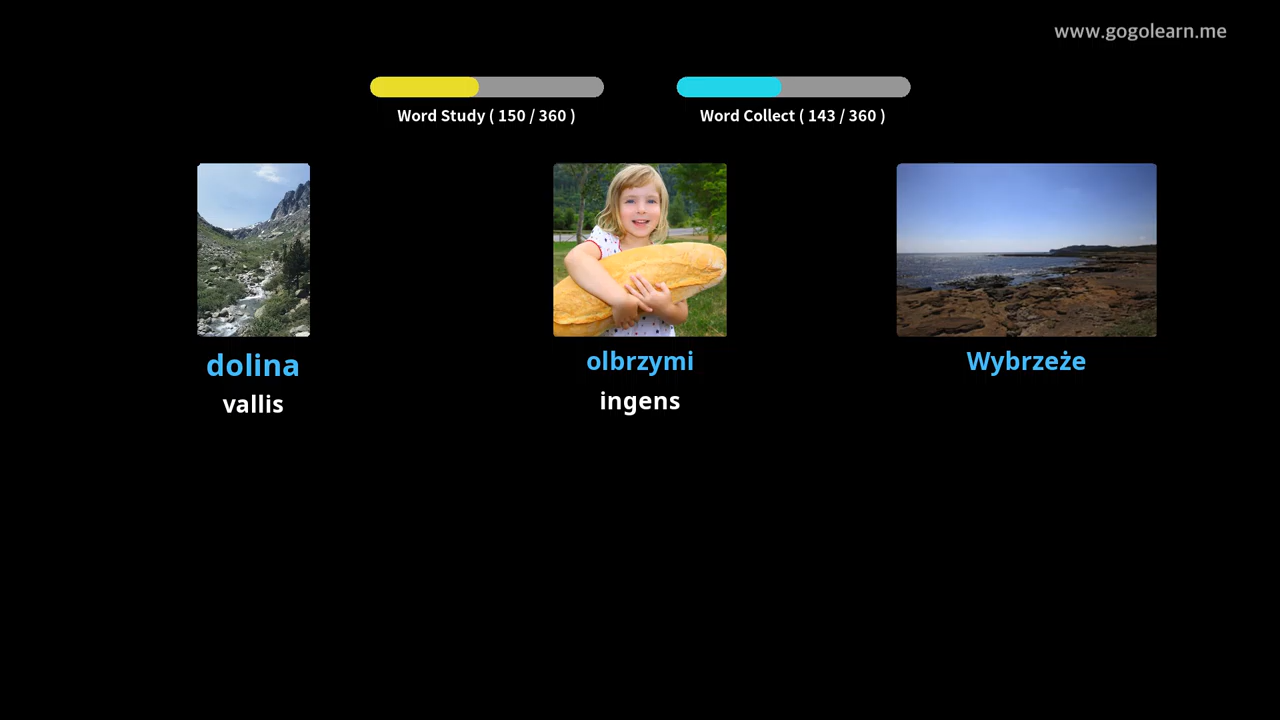 www.gogolearn.me
Word Study ( 150 / 360 )
Word Collect ( 143 / 360 )
dolina
vallis
olbrzymi
ingens
Wybrzeże